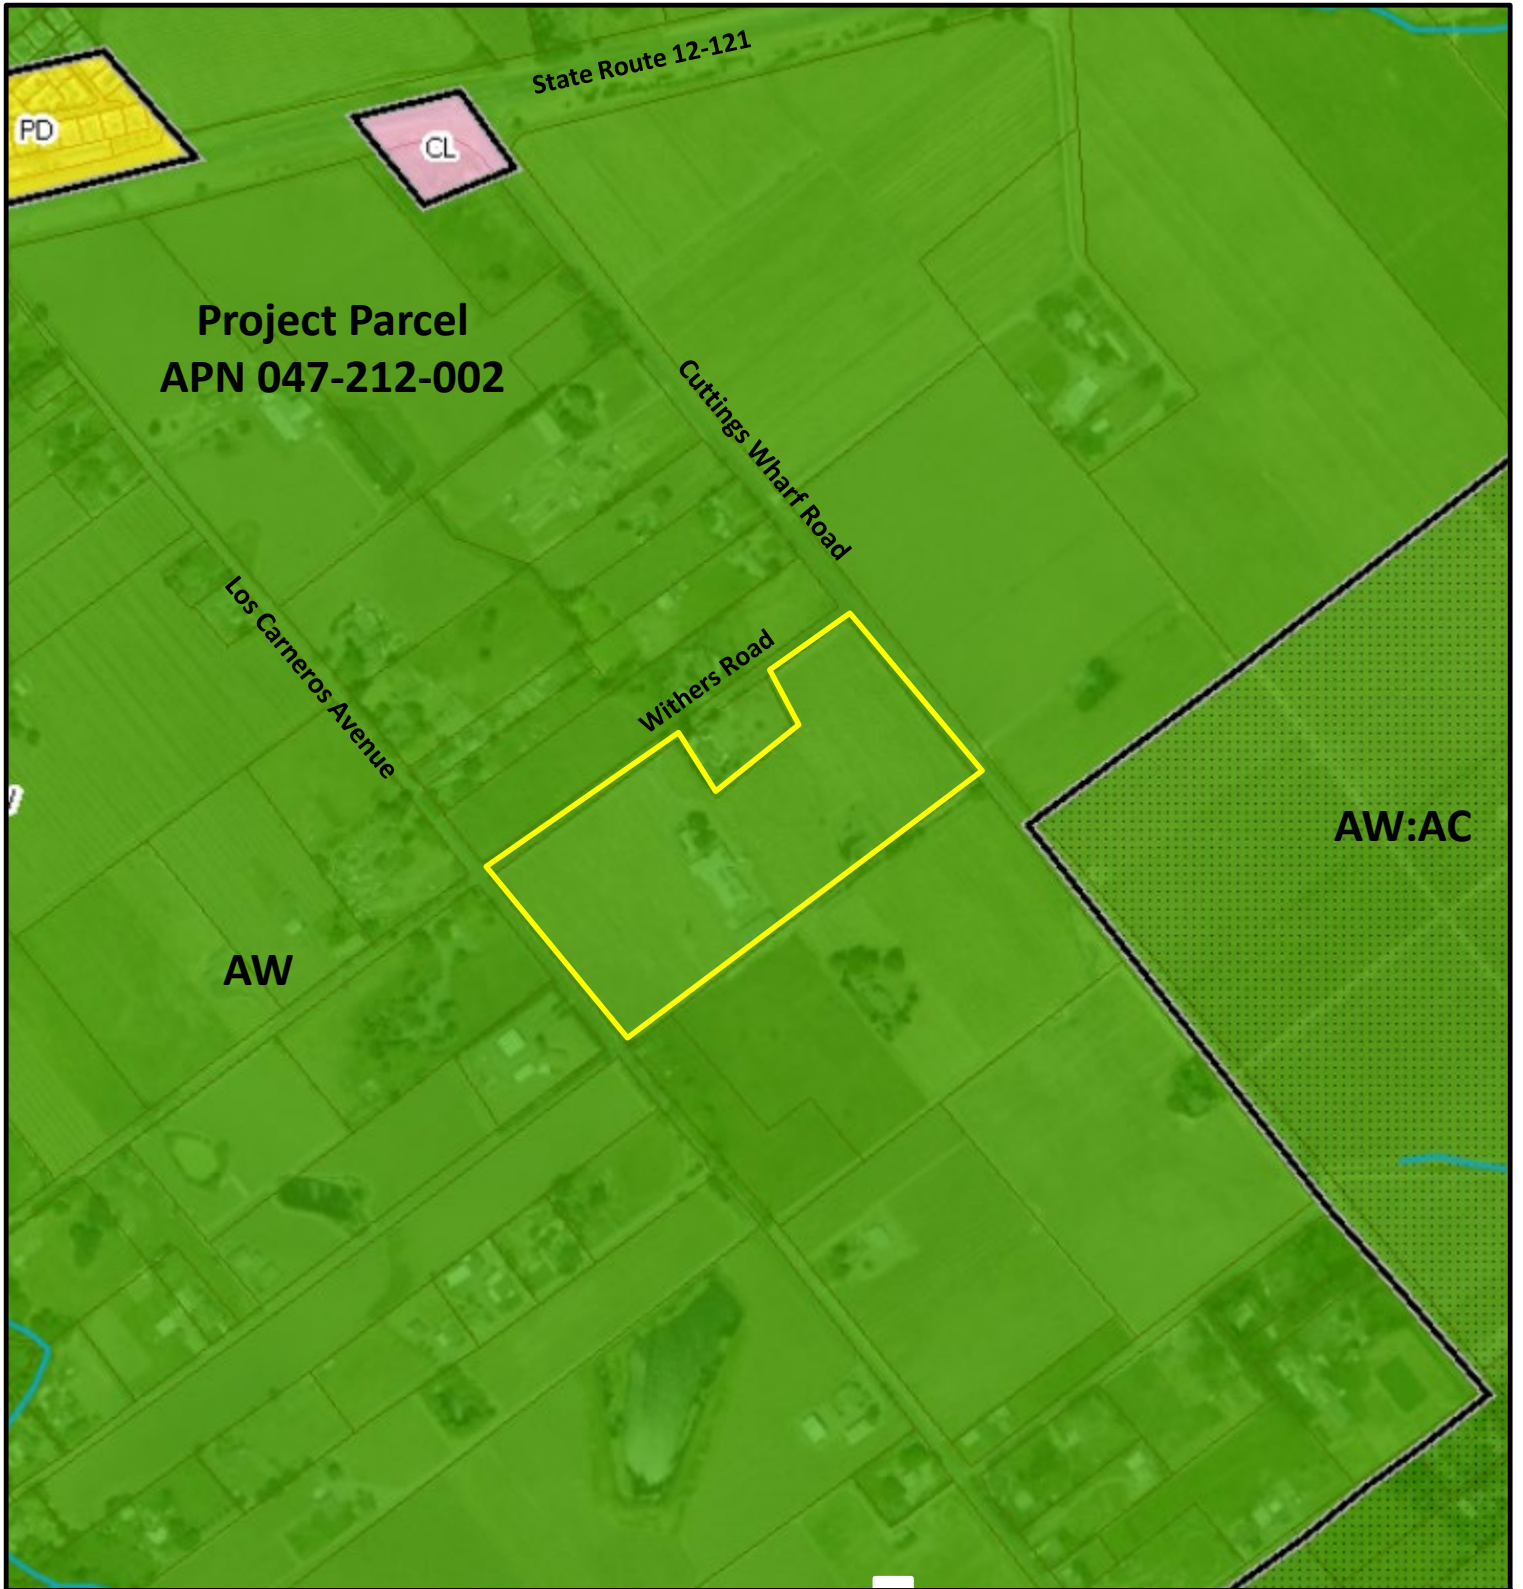 State Route 12-121
PD
CL
Project Parcel
APN 047-212-002
Cuttings Wharf Road
Los Carneros Avenue
Withers Road
AW:AC
AW